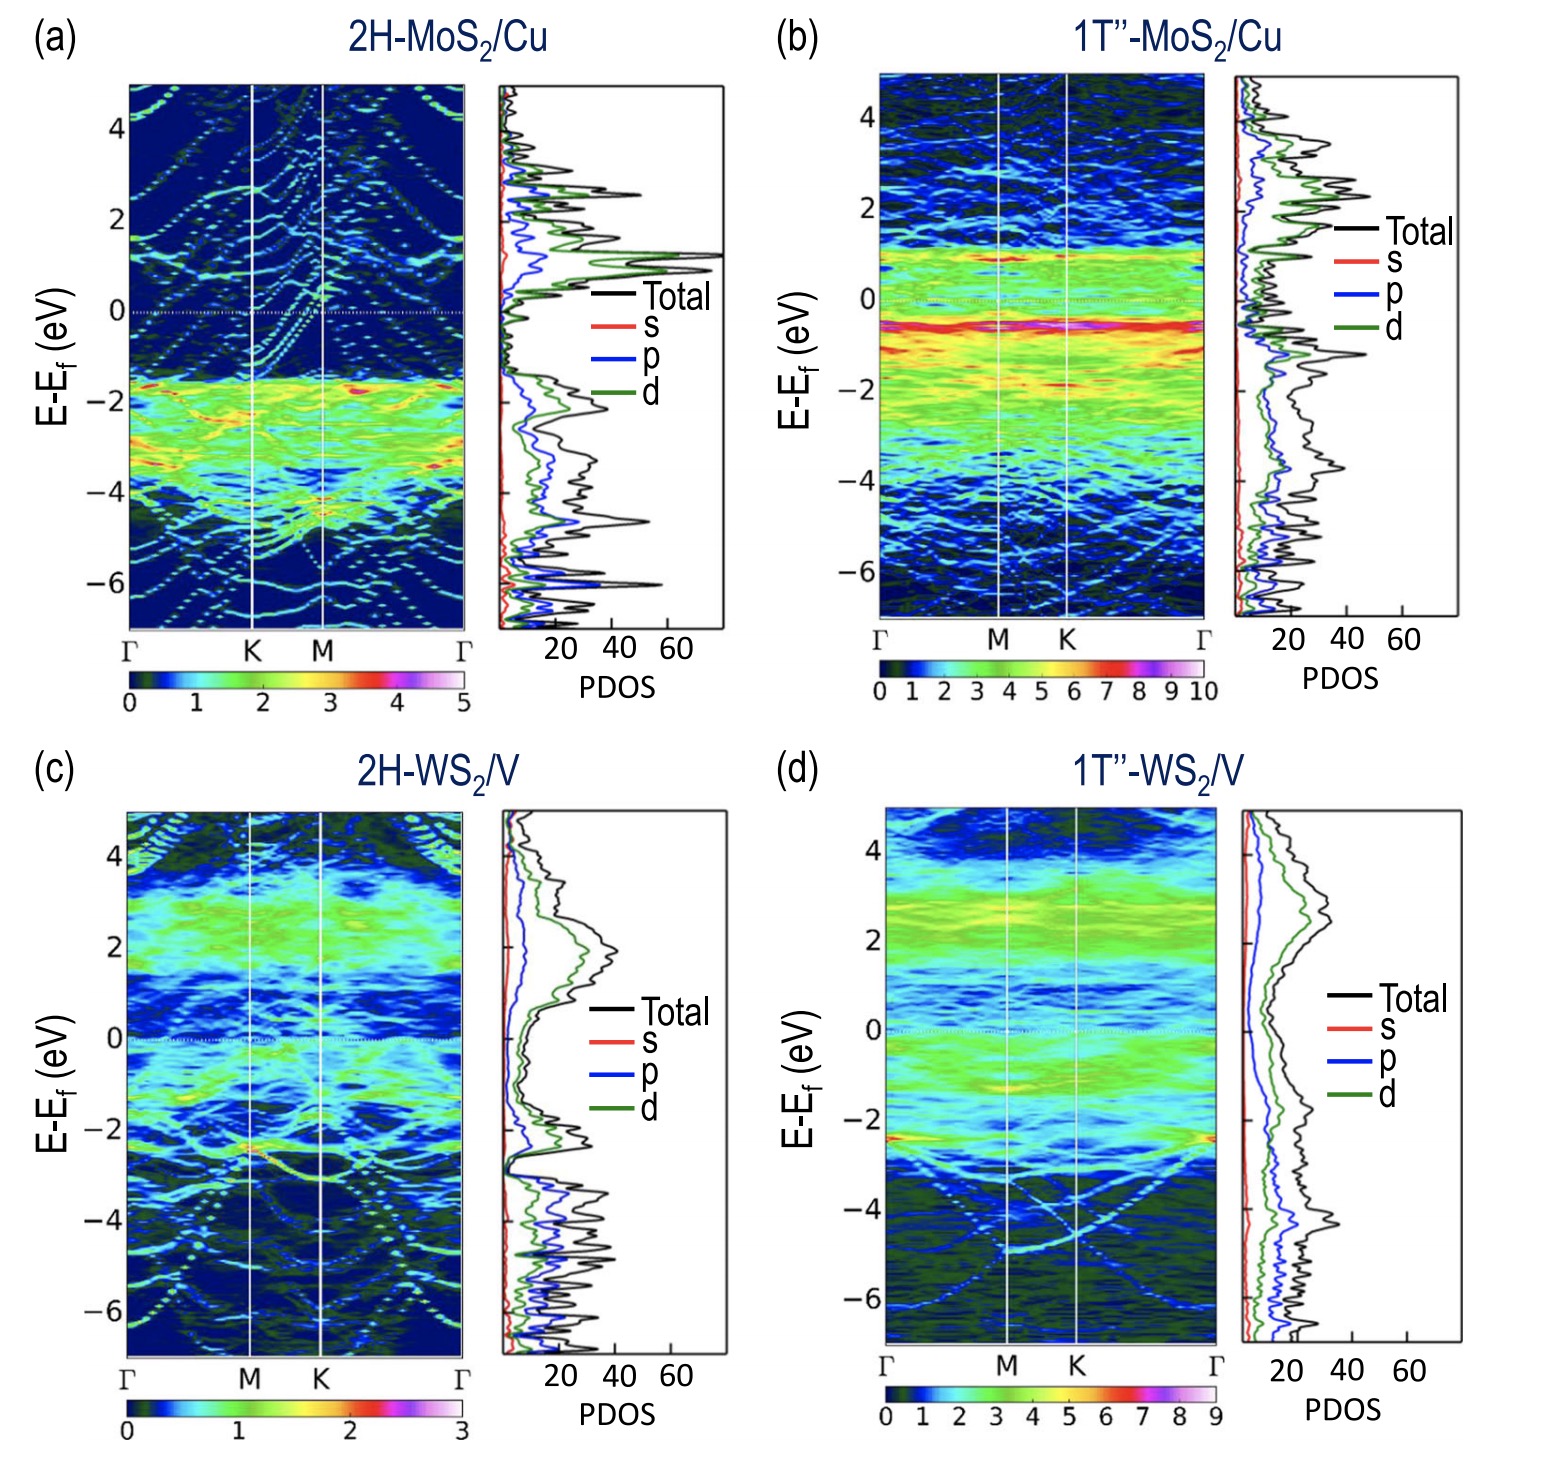 (a) 2H-MoS₂/Cu
E-E_f (eV)
4
2
0
−2
−4
−6
Γ K M Γ
0 1 2 3 4 5
Total
s
p
d
20 40 60
PDOS
(b) 1T’’-MoS₂/Cu
E-E_f (eV)
4
2
0
−2
−4
−6
Γ M K Γ
0 1 2 3 4 5 6 7 8 9 10
Total
s
p
d
20 40 60
PDOS
(c) 2H-WS₂/V
E-E_f (eV)
4
2
0
−2
−4
−6
Γ M K Γ
0 1 2 3
Total
s
p
d
20 40 60
PDOS
(d) 1T’’-WS₂/V
E-E_f (eV)
4
2
0
−2
−4
−6
Γ M K Γ
0 1 2 3 4 5 6 7 8 9
Total
s
p
d
20 40 60
PDOS